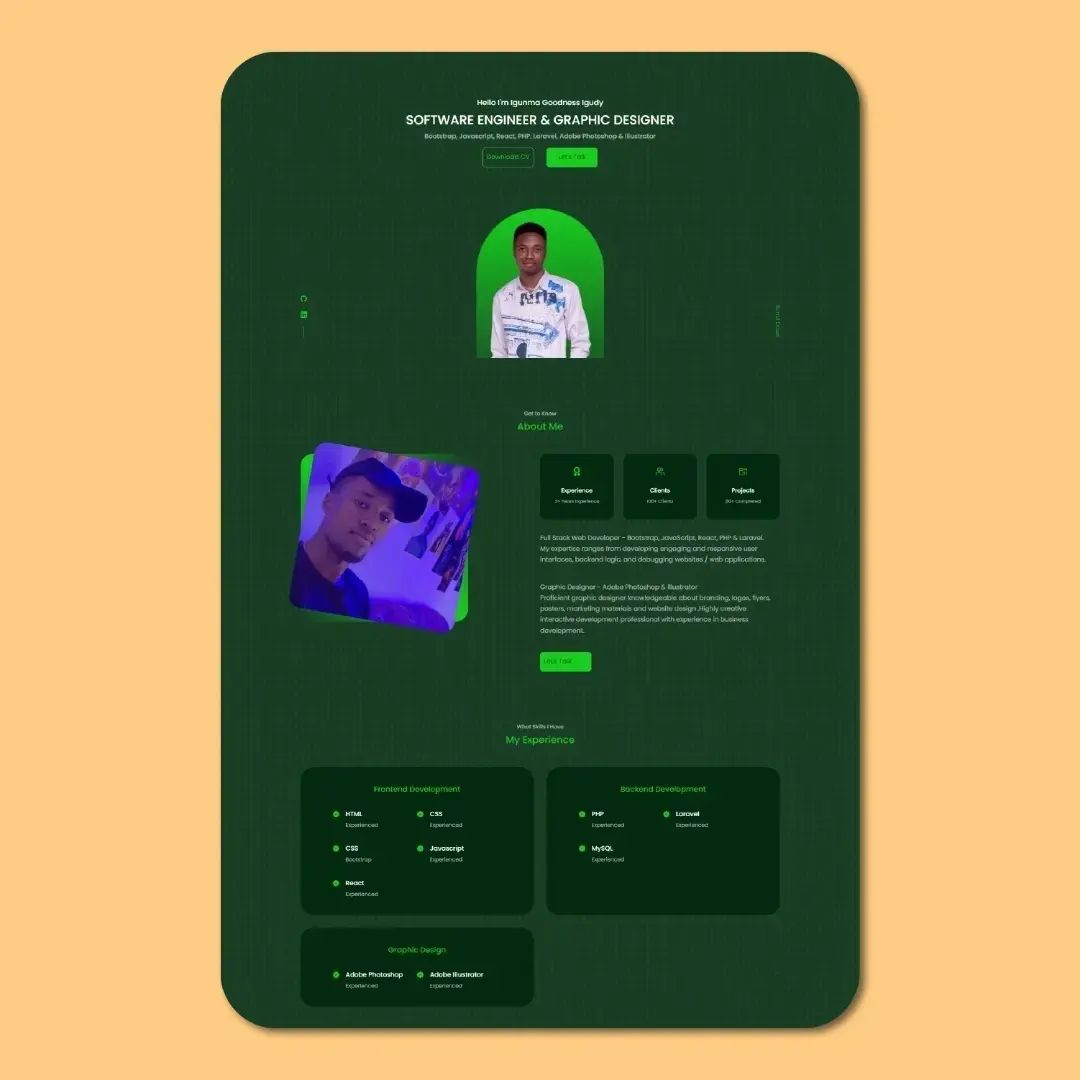 Hello I'm Igunma Goodness Igudy
SOFTWARE ENGINEER & GRAPHIC DESIGNER
Bootstrap, Javascript, React, PHP, Laravel, Adobe Photoshop & Illustrator
Download CV
Let's Talk
Scroll Down
Get to Know
About Me
Experience
Clients
Projects
3+ Years Experience
100+ Clients
Completed
Full Stack Web Developer - Bootstrap, JavaScript, React, PHP & Laravel.
My expertise ranges from developing engaging and responsive user
interfaces, backend logic, and debugging websites / web applications.
Graphic Designer - Adobe Photoshop & Illustrator
Proficient graphic designer knowledgeable about branding, logos, flyers,
posters, marketing materials and website design .Highly creative
interactive development professional with experience in business
development.
Let's Talk
What Skills I Have
My Experience
Frontend Development
HTML
Experienced
CSS
Experienced
CSS
Bootstrap
Javascript
Experienced
React
Experienced
Backend Development
PHP
Experienced
Laravel
Experienced
MySQL
Experienced
Graphic Design
Adobe Photoshop
Experienced
Adobe Illustrator
Experienced